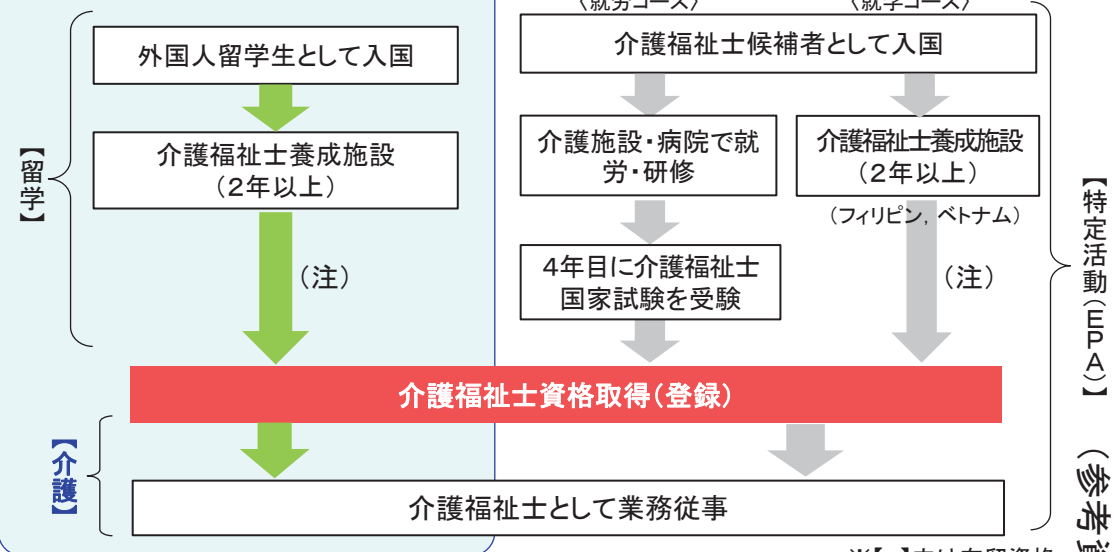 〈就労コース〉
〈就学コース〉
外国人留学生として入国
介護福祉士候補者として入国
【留学】
介護福祉士養成施設
（２年以上）
介護施設・病院で就
労・研修
介護福祉士養成施設
（２年以上）
（フィリピン，ベトナム）
（注）
４年目に介護福祉士
国家試験を受験
（注）
【特定活動（ＥＰＡ）】
介護福祉士資格取得（登録）
【介護】
介護福祉士として業務従事
（参考資
※【 】内は在留資格